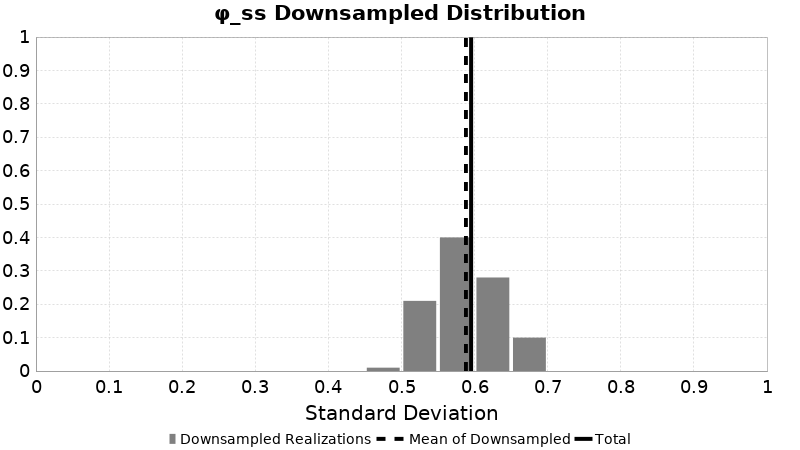 φ_ss Downsampled Distribution
1
0.9
0.8
0.7
0.6
0.5
0.4
0.3
0.2
0.1
0
0 0.1 0.2 0.3 0.4 0.5 0.6 0.7 0.8 0.9 1
Standard Deviation
Downsampled Realizations Mean of Downsampled Total